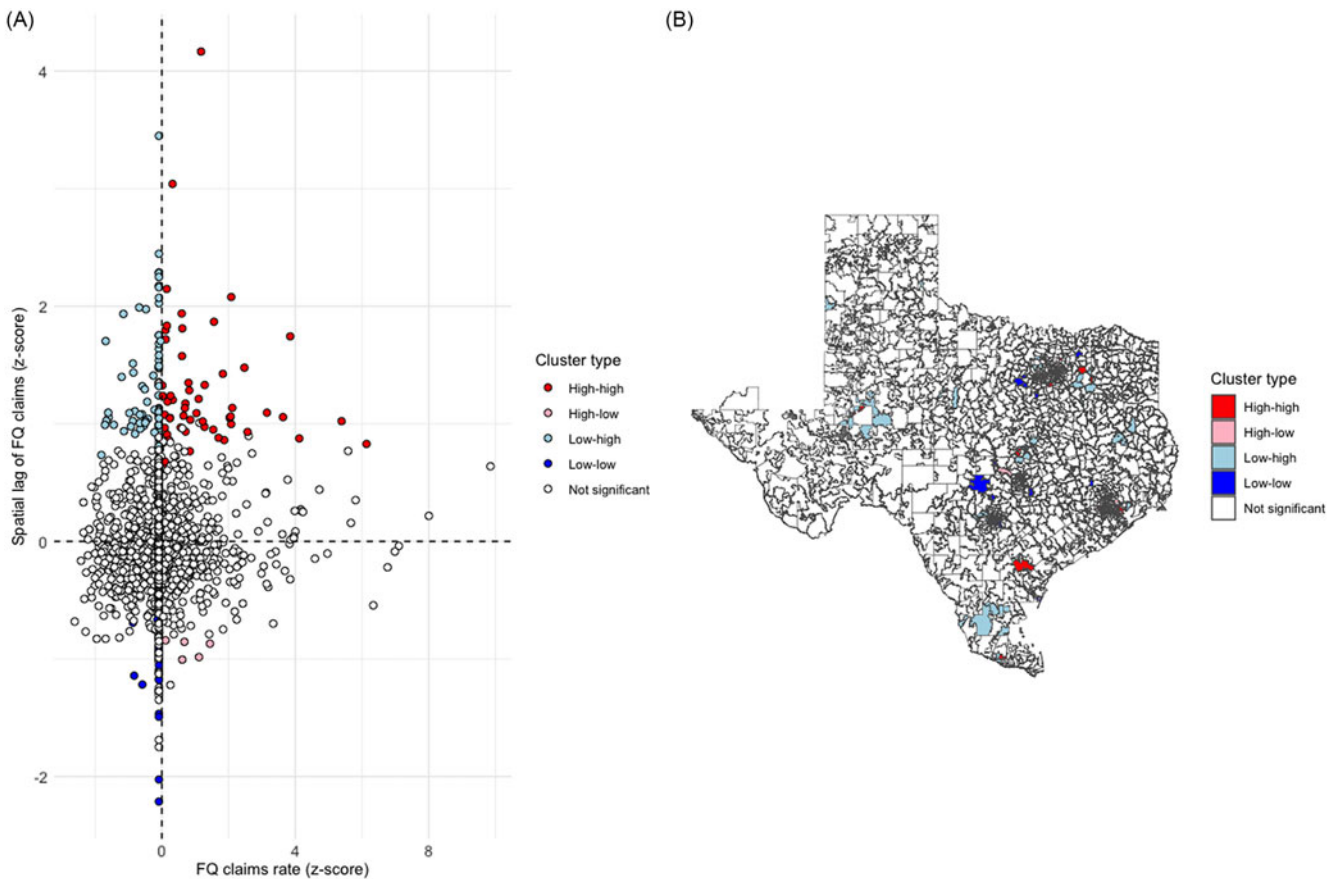 (A)
4
2
0
-2
Spatial lag of FQ claims (z-score)
0
4
8
FQ claims rate (z-score)
Cluster type
High-high
High-low
Low-high
Low-low
Not significant
(B)
Cluster type
High-high
High-low
Low-high
Low-low
Not significant